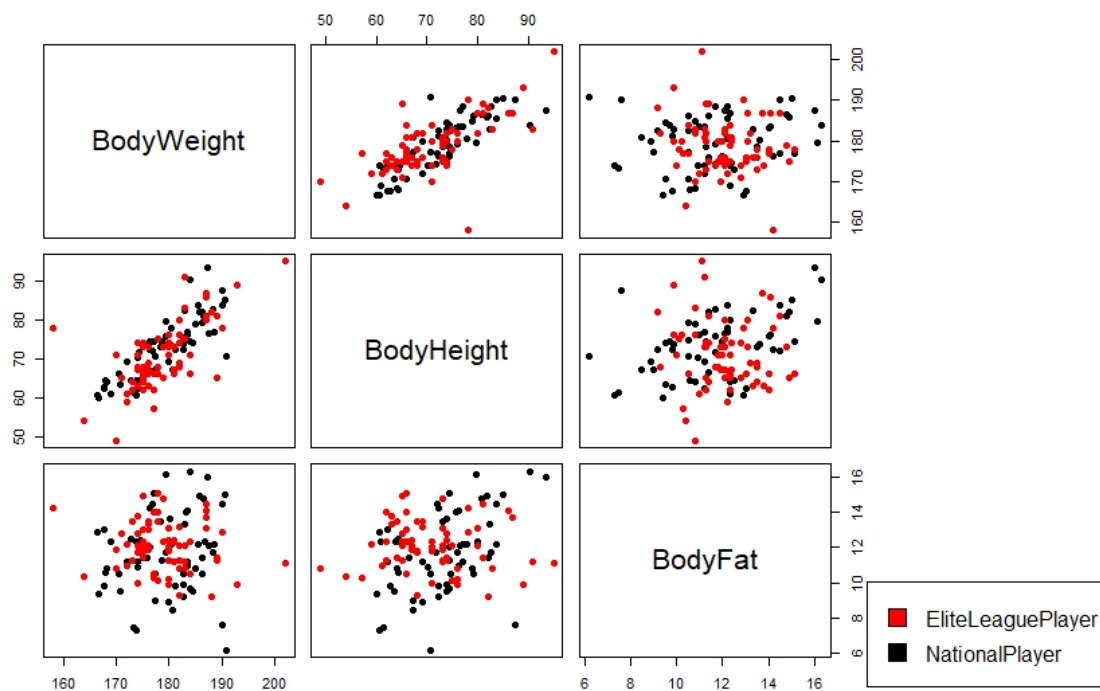 50 60 70 80 90
BodyWeight
160 170 180 190 200
50 60 70 80 90
BodyHeight
6 8 10 12 14 16
BodyFat
160 170 180 190 200
6 8 10 12 14 16
EliteLeaguePlayer
NationalPlayer